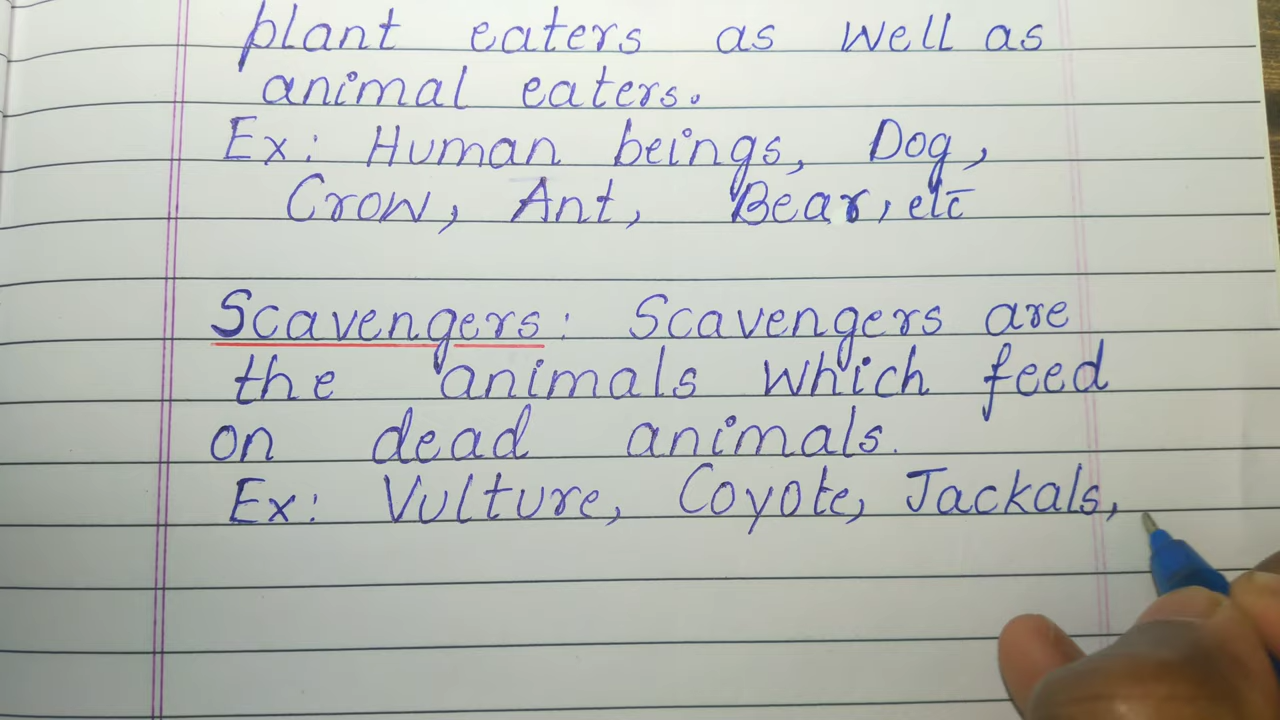 plant eaters as well as
animal eaters.
Ex: Human beings, Dog,
Crow, Ant, Bear, etc
Scavengers: Scavengers are
the animals which feed
on dead animals.
Ex: Vulture, Coyote, Jackals,